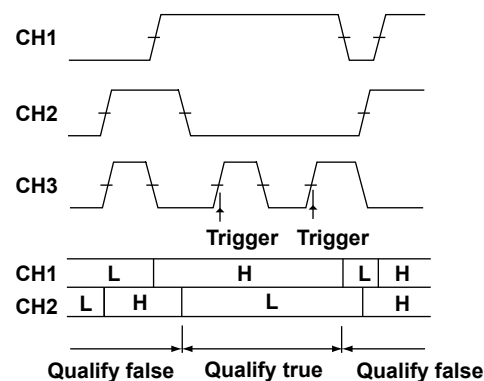 CH1
CH2
CH3
Trigger Trigger
CH1 L H L H
CH2 L H L H
Qualify false Qualify true Qualify false